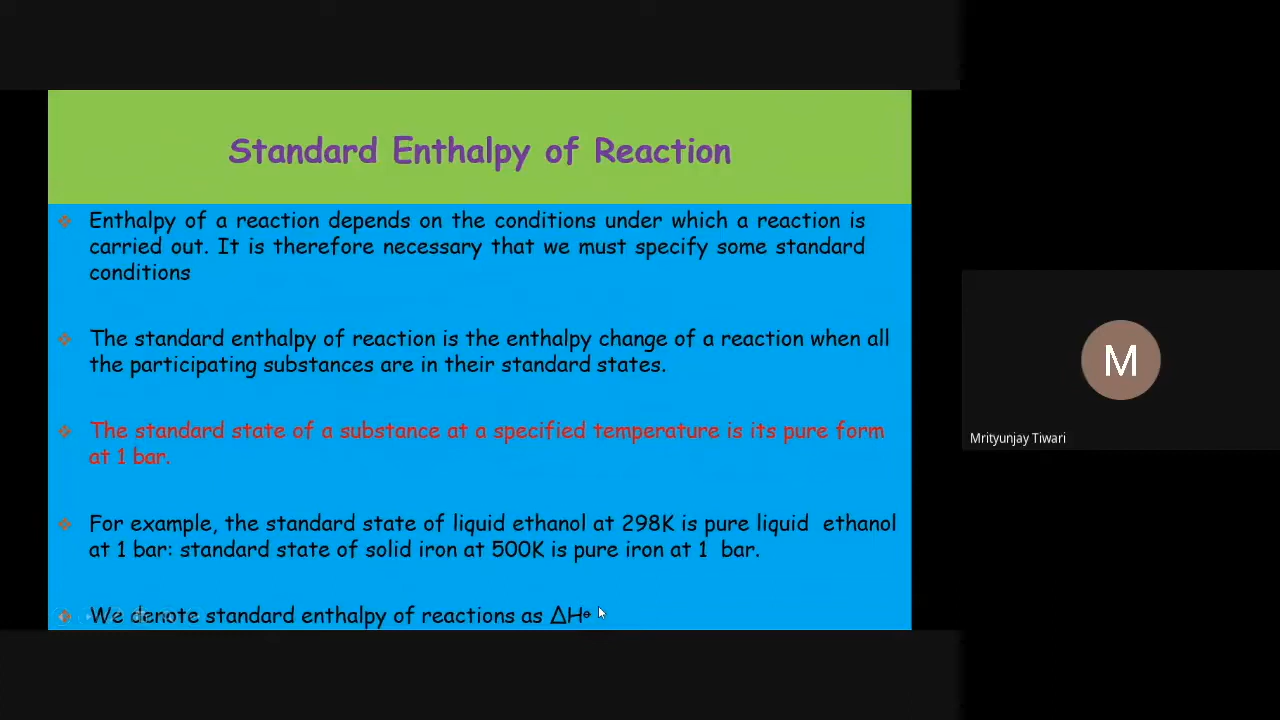 Standard Enthalpy of Reaction
❖ Enthalpy of a reaction depends on the conditions under which a reaction is
carried out. It is therefore necessary that we must specify some standard
conditions
❖ The standard enthalpy of reaction is the enthalpy change of a reaction when all
the participating substances are in their standard states.
❖ The standard state of a substance at a specified temperature is its pure form
at 1 bar.
❖ For example, the standard state of liquid ethanol at 298K is pure liquid ethanol
at 1 bar: standard state of solid iron at 500K is pure iron at 1 bar.
❖ We denote standard enthalpy of reactions as ΔH⊖
M
Mrityunjay Tiwari